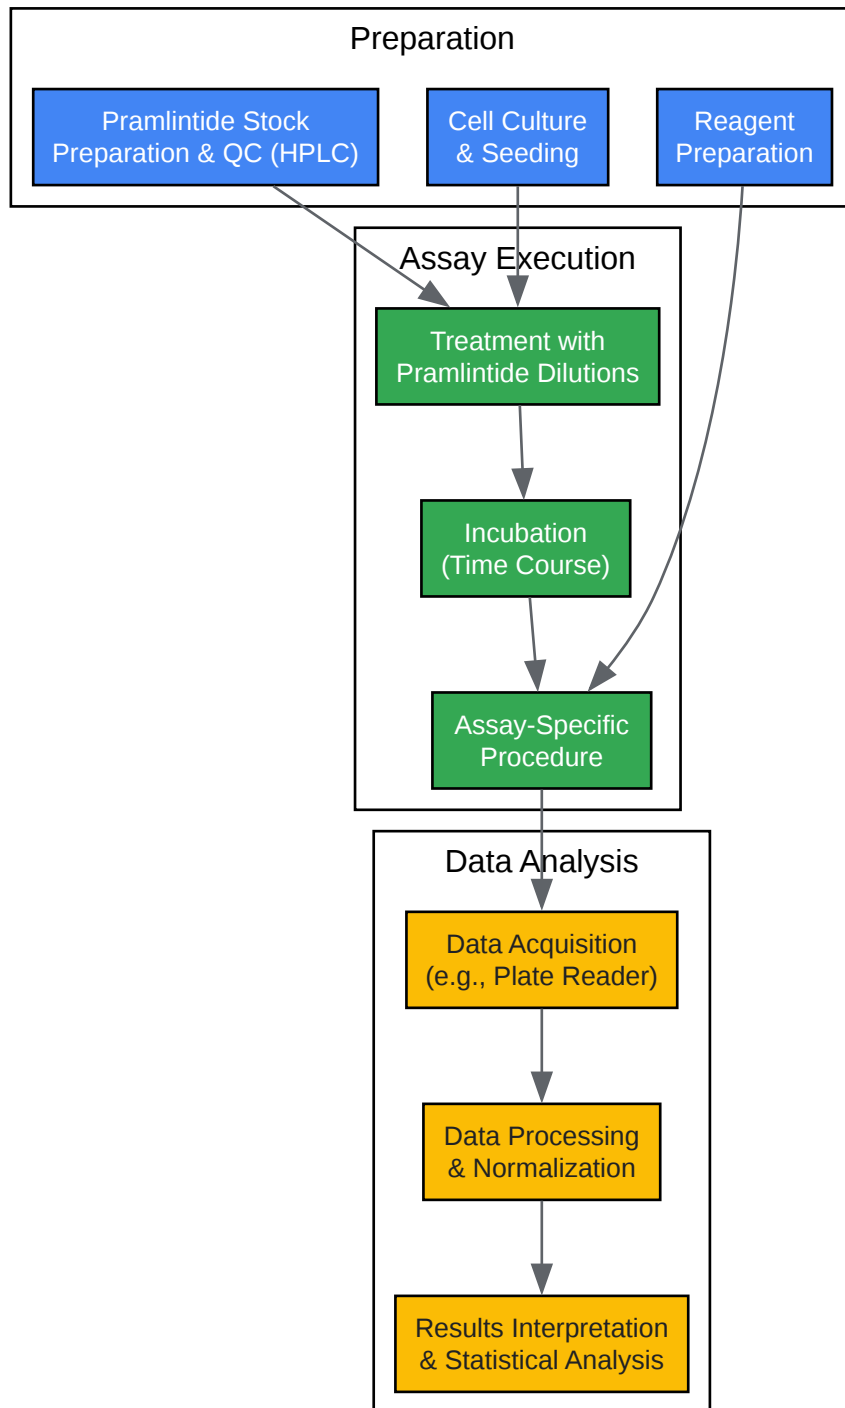 Preparation
Pramlintide Stock
Preparation & QC (HPLC)
Cell Culture
& Seeding
Reagent
Preparation
Assay Execution
Treatment with
Pramlintide Dilutions
Incubation
(Time Course)
Assay-Specific
Procedure
Data Analysis
Data Acquisition
(e.g., Plate Reader)
Data Processing
& Normalization
Results Interpretation
& Statistical Analysis